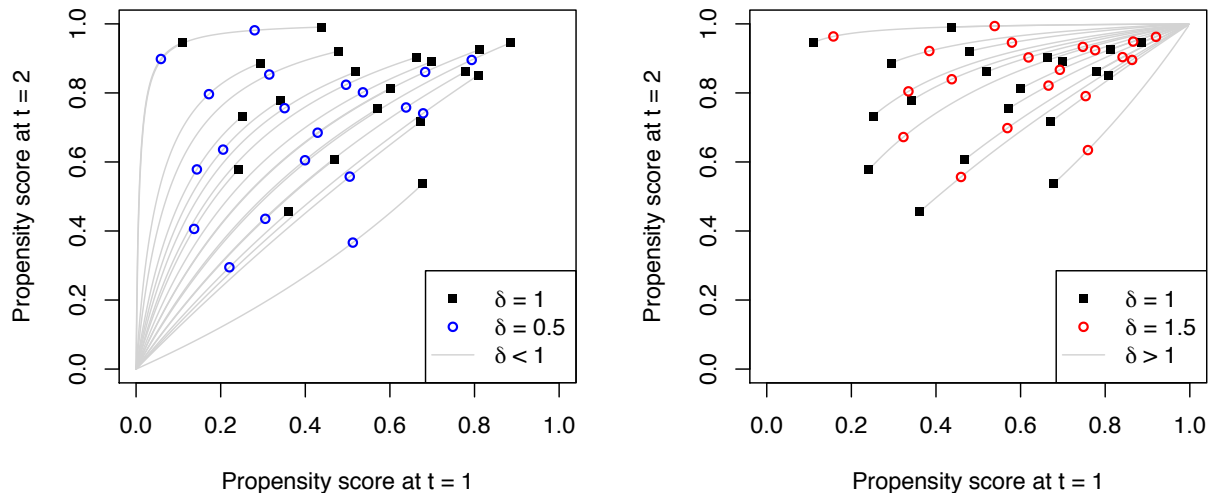 Propensity score at t = 2
1.0
0.8
0.6
0.4
0.2
0.0
0.0 0.2 0.4 0.6 0.8 1.0
Propensity score at t = 1
δ = 1
δ = 0.5
δ < 1
Propensity score at t = 2
1.0
0.8
0.6
0.4
0.2
0.0
0.0 0.2 0.4 0.6 0.8 1.0
Propensity score at t = 1
δ = 1
δ = 1.5
δ > 1